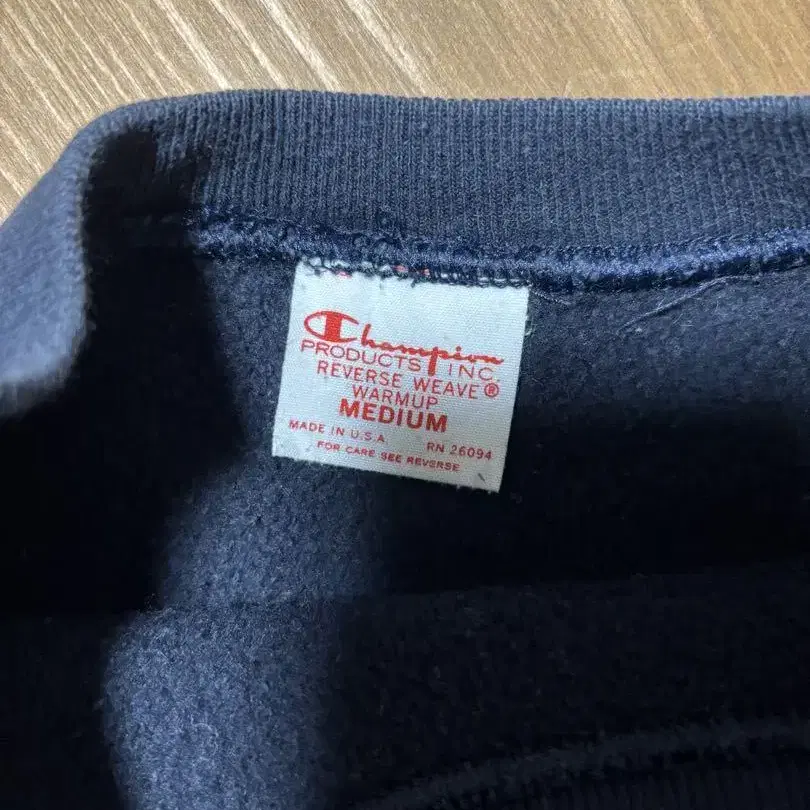 Champion
PRODUCTS INC.
REVERSE WEAVE®
WARMUP
MEDIUM
MADE IN U.S.A RN 26094
FOR CARE SEE REVERSE